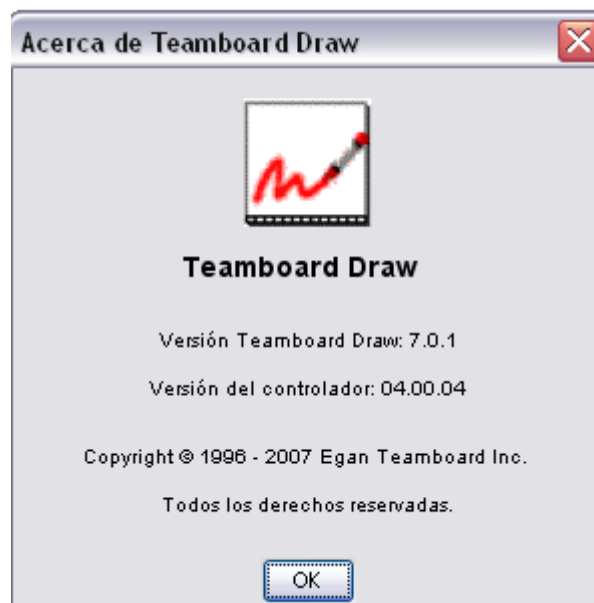 Acerca de Teamboard Draw
Teamboard Draw
Versión Teamboard Draw: 7.0.1
Versión del controlador: 04.00.04
Copyright © 1996 - 2007 Egan Teamboard Inc.
Todos los derechos reservadas.
OK